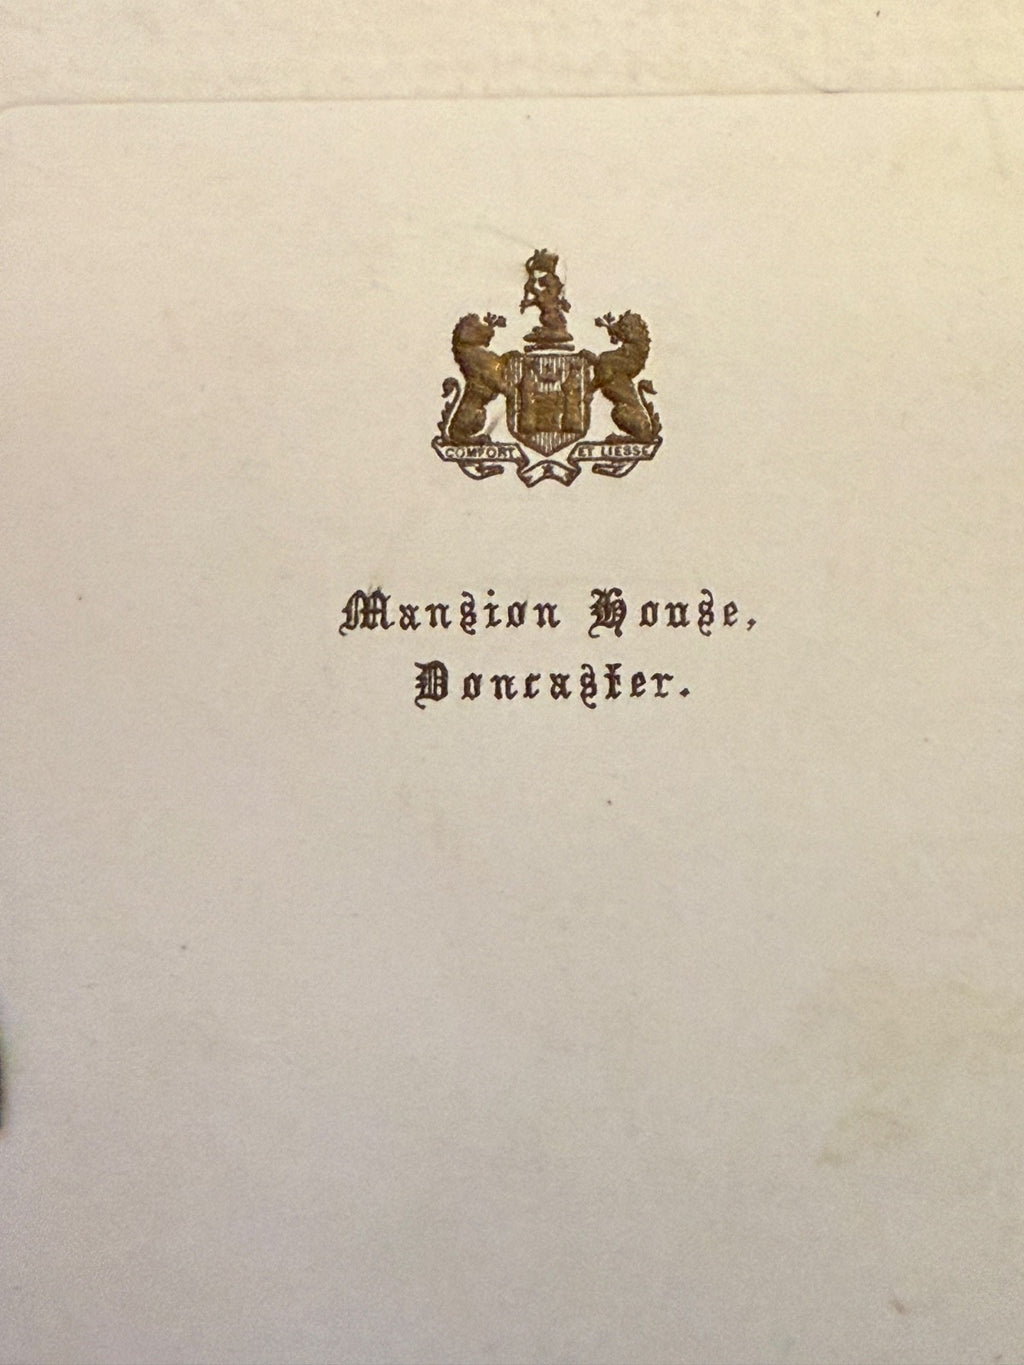 COMFORT ET LIESSE
Mansion House,
Doncaster.